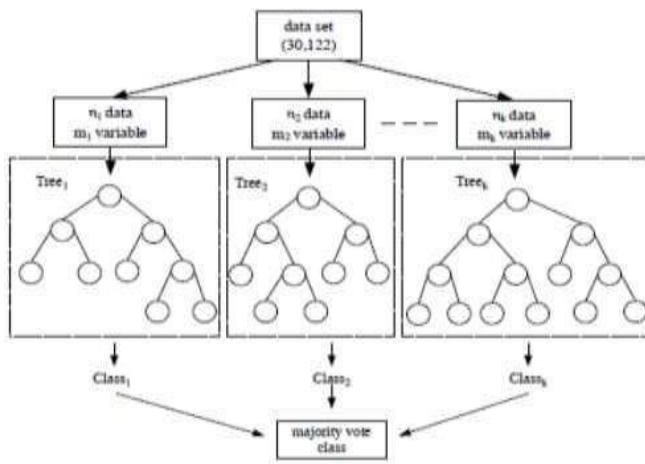 data set
(30,122)
n₁ data
m₁ variable
n₂ data
m₂ variable
nₖ data
mₖ variable
Tree₁
Tree₂
Treeₖ
Class₁
Class₂
Classₖ
majority vote
class